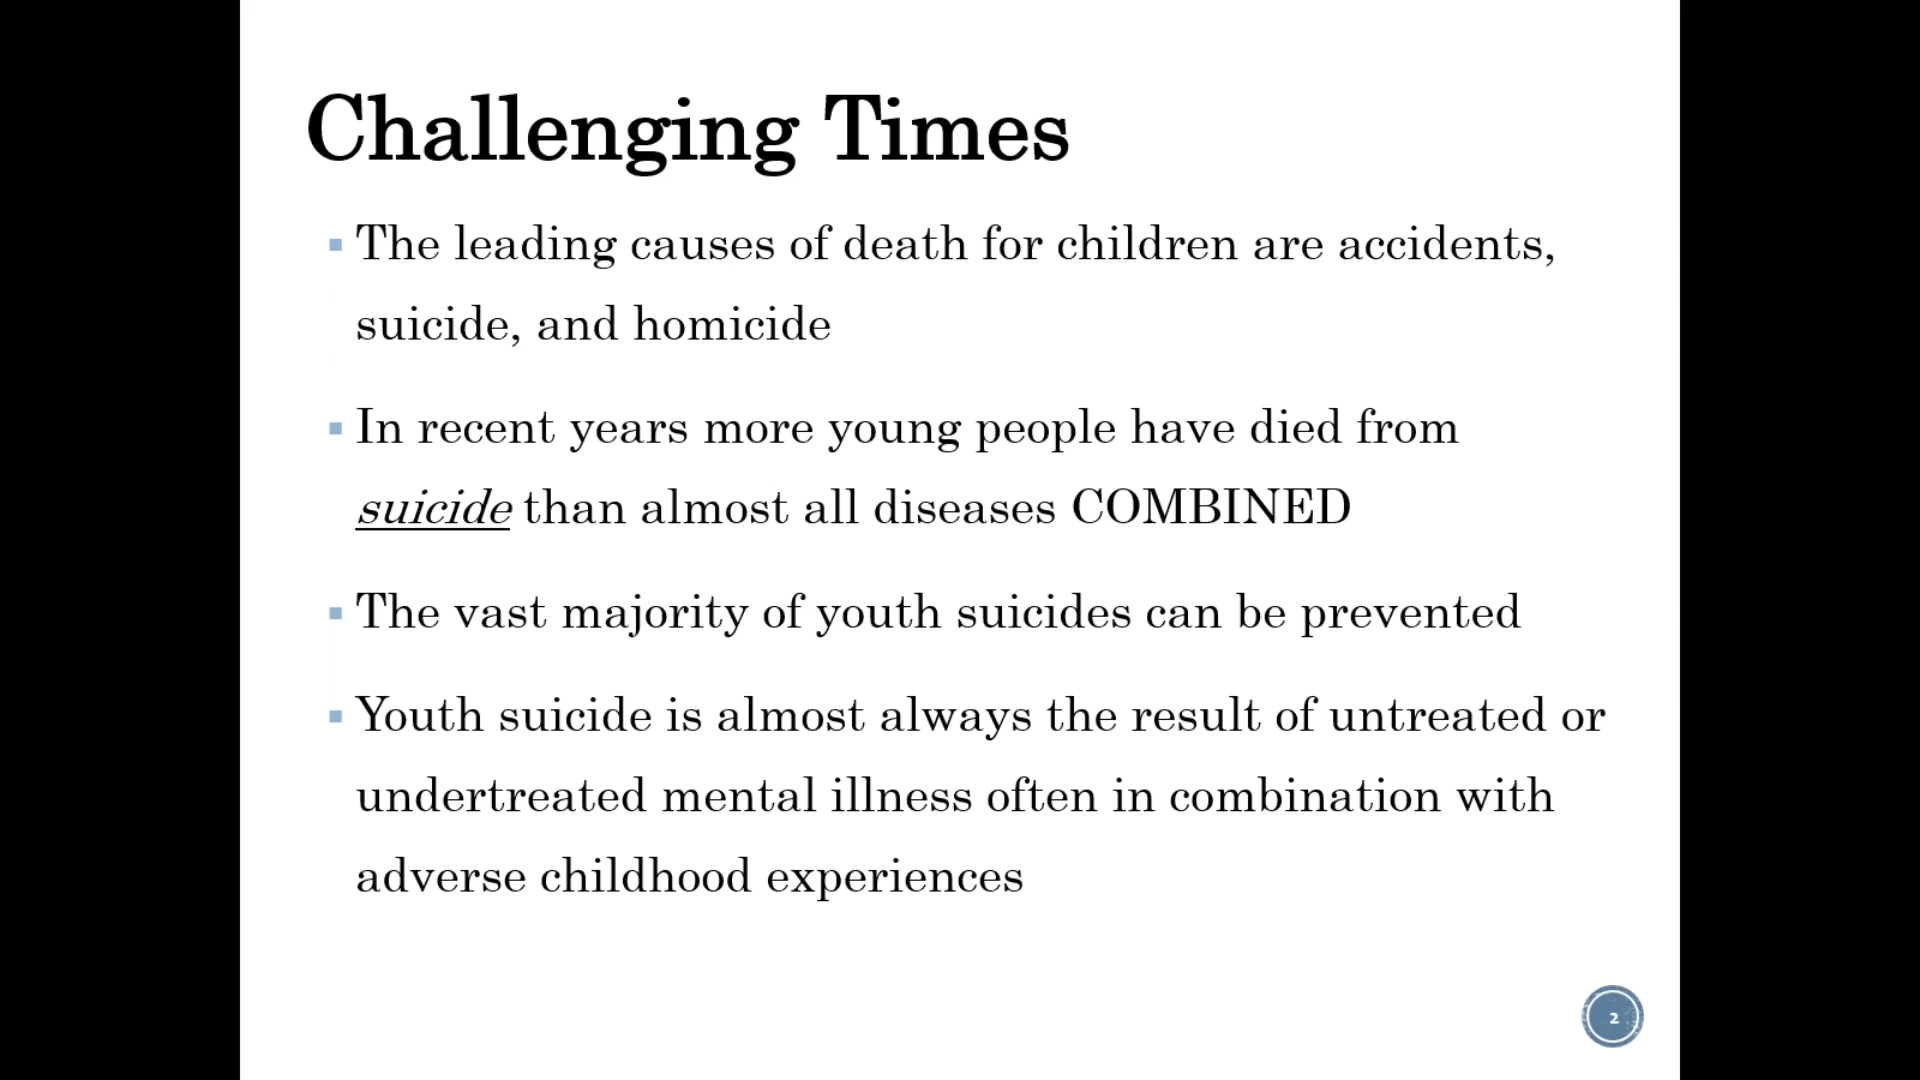 Challenging Times
The leading causes of death for children are accidents,
suicide, and homicide
In recent years more young people have died from
suicide than almost all diseases COMBINED
The vast majority of youth suicides can be prevented
Youth suicide is almost always the result of untreated or
undertreated mental illness often in combination with
adverse childhood experiences
2